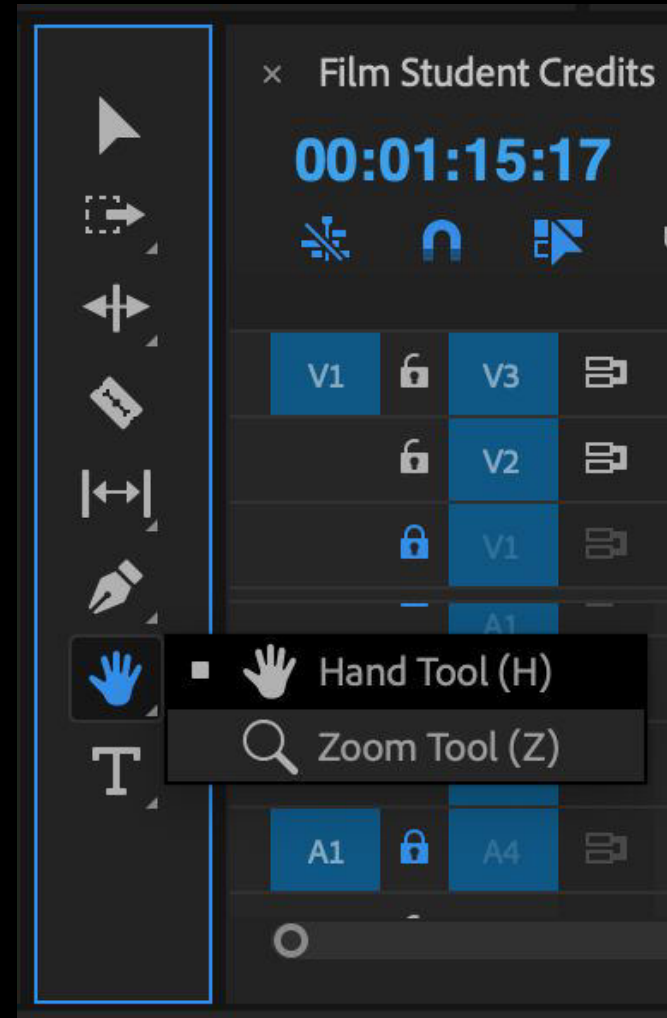 × Film Student Credits
00:01:15:17
V1 V3
V2
V1
A1
Hand Tool (H)
Zoom Tool (Z)
T
A1 A4